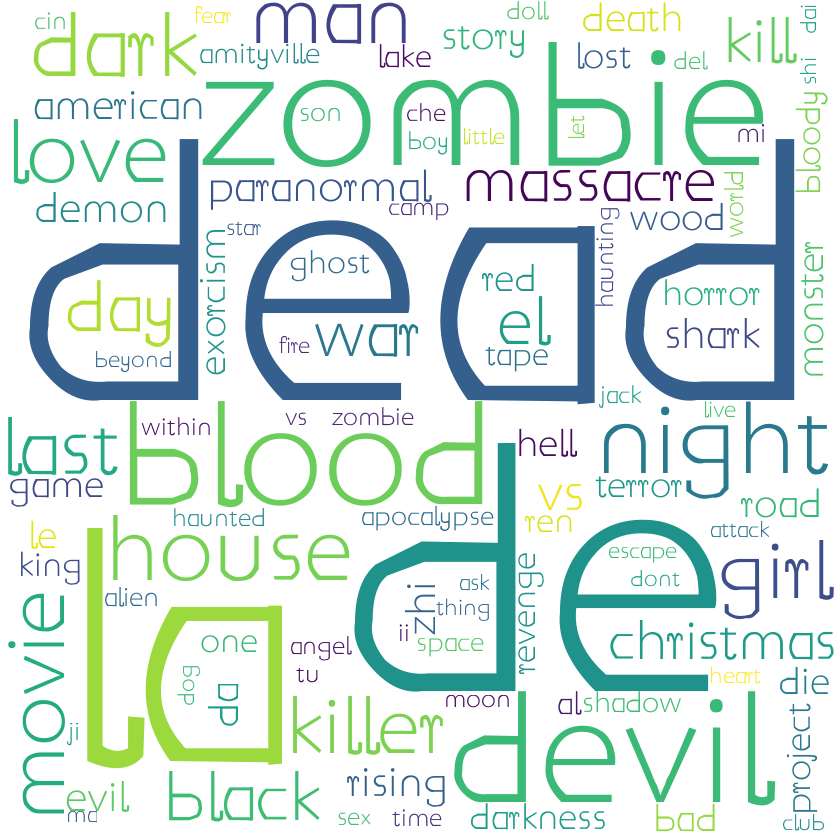 cin
fear
man
doll
death
dai
dark
amityville
lake
story
lost
del
kill
shi
zombie
american
son
che
boy
little
let
mi
bloody
love
paranormal
massacre
demon
camp
star
haunting
wood
world
dead
exorcism
ghost
red
horror
monster
day
beyond
fire
war
el
tape
shark
jack
live
last
within
vs
zombie
blood
hell
night
game
haunted
apocalypse
terror
vs
ren
road
attack
le
king
house
la
de
alien
zhi
ask
thing
ii
space
revenge
escape
dont
girl
movie
one
dog
da
angel
tu
christmas
heart
die
moon
al
shadow
ji
killer
devil
project
evil
ma
black
rising
sex
time
darkness
bad
club